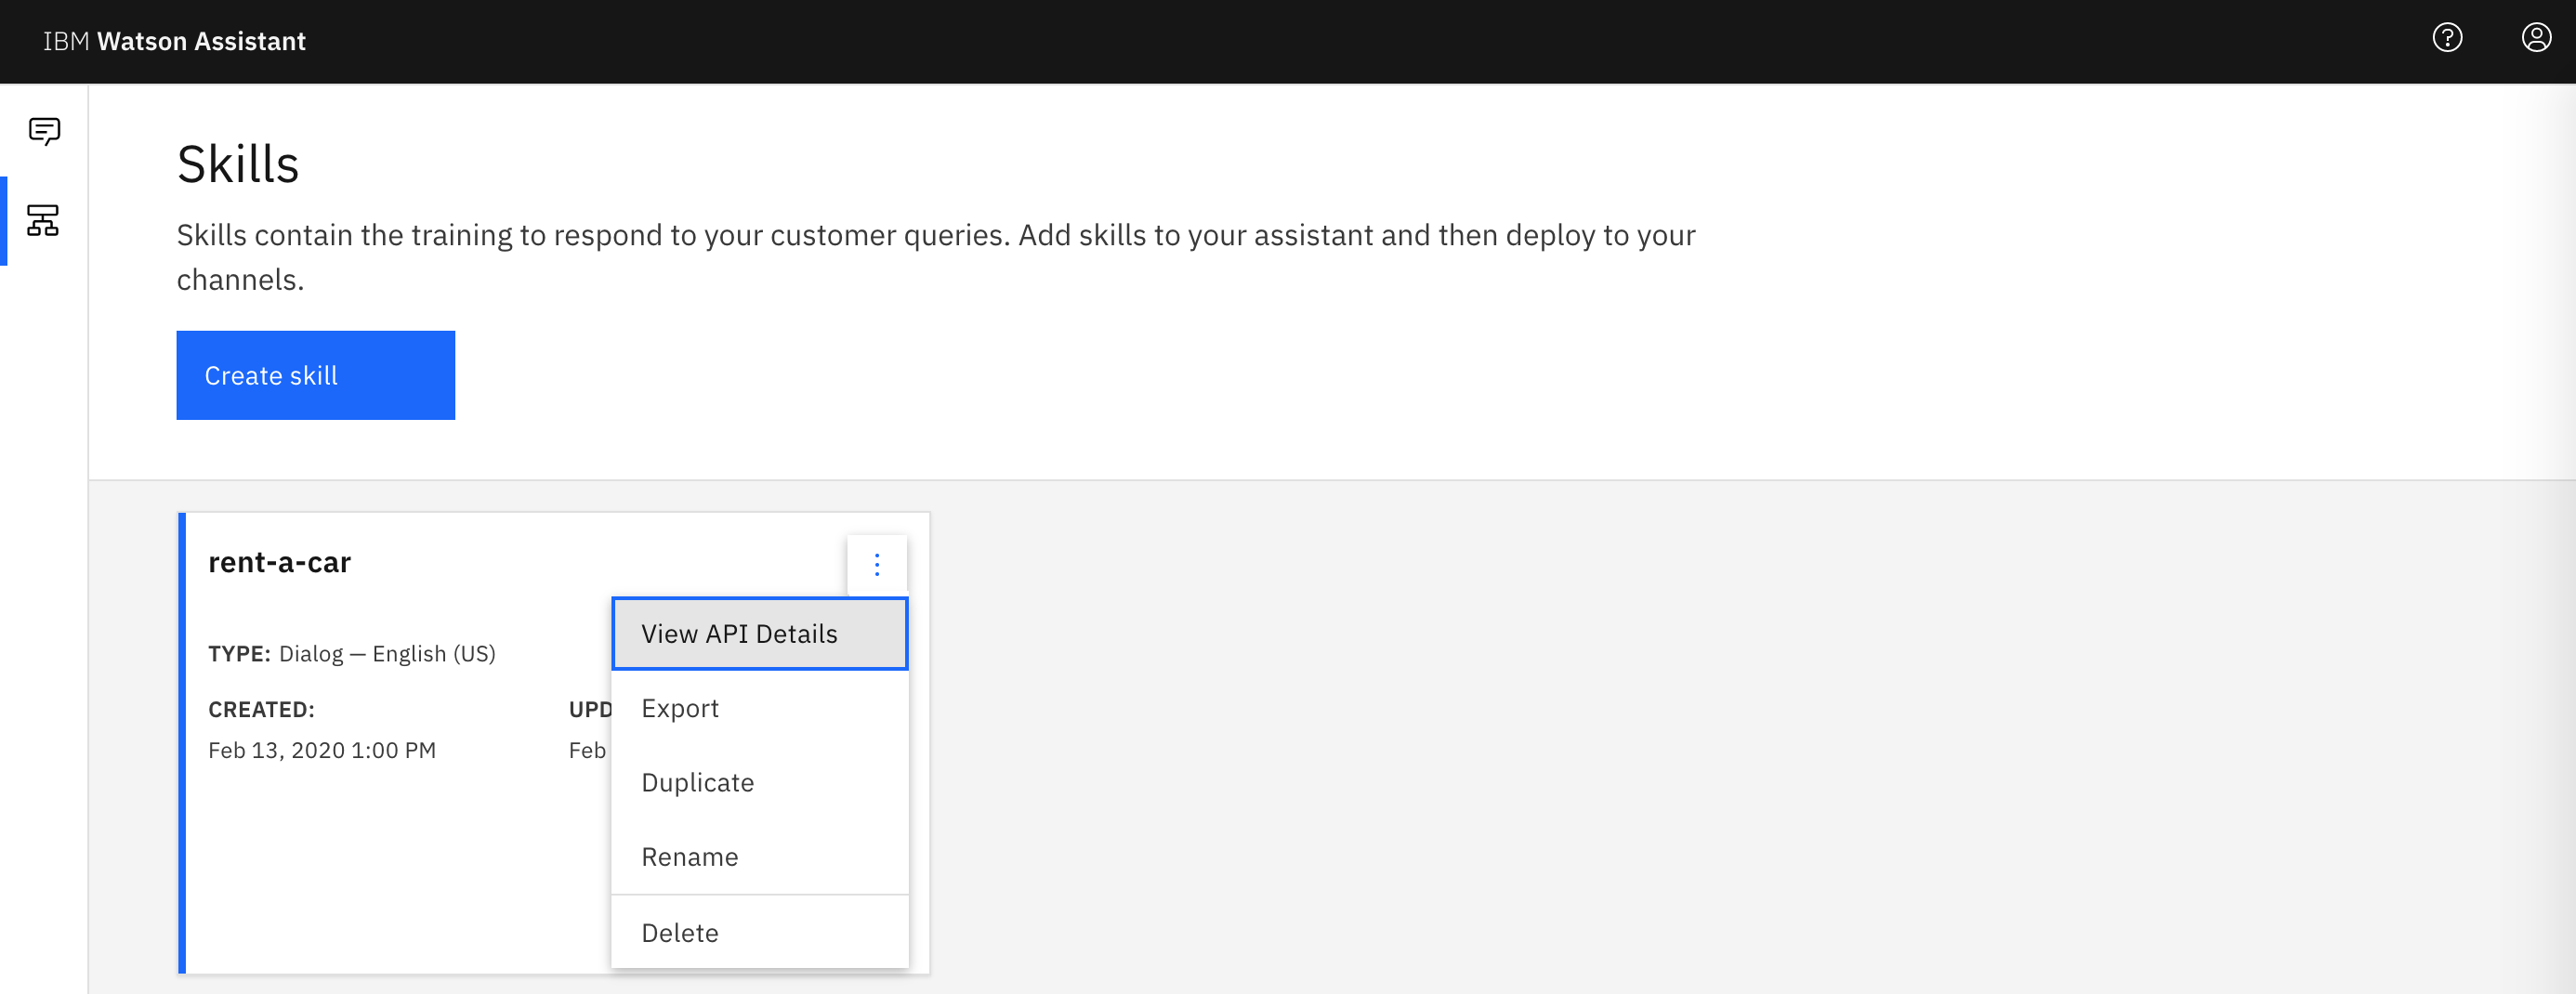 IBM Watson Assistant
Skills
Skills contain the training to respond to your customer queries. Add skills to your assistant and then deploy to your
channels.
Create skill
rent-a-car
TYPE: Dialog — English (US)
CREATED:
Feb 13, 2020 1:00 PM
UPD
Feb
View API Details
Export
Duplicate
Rename
Delete